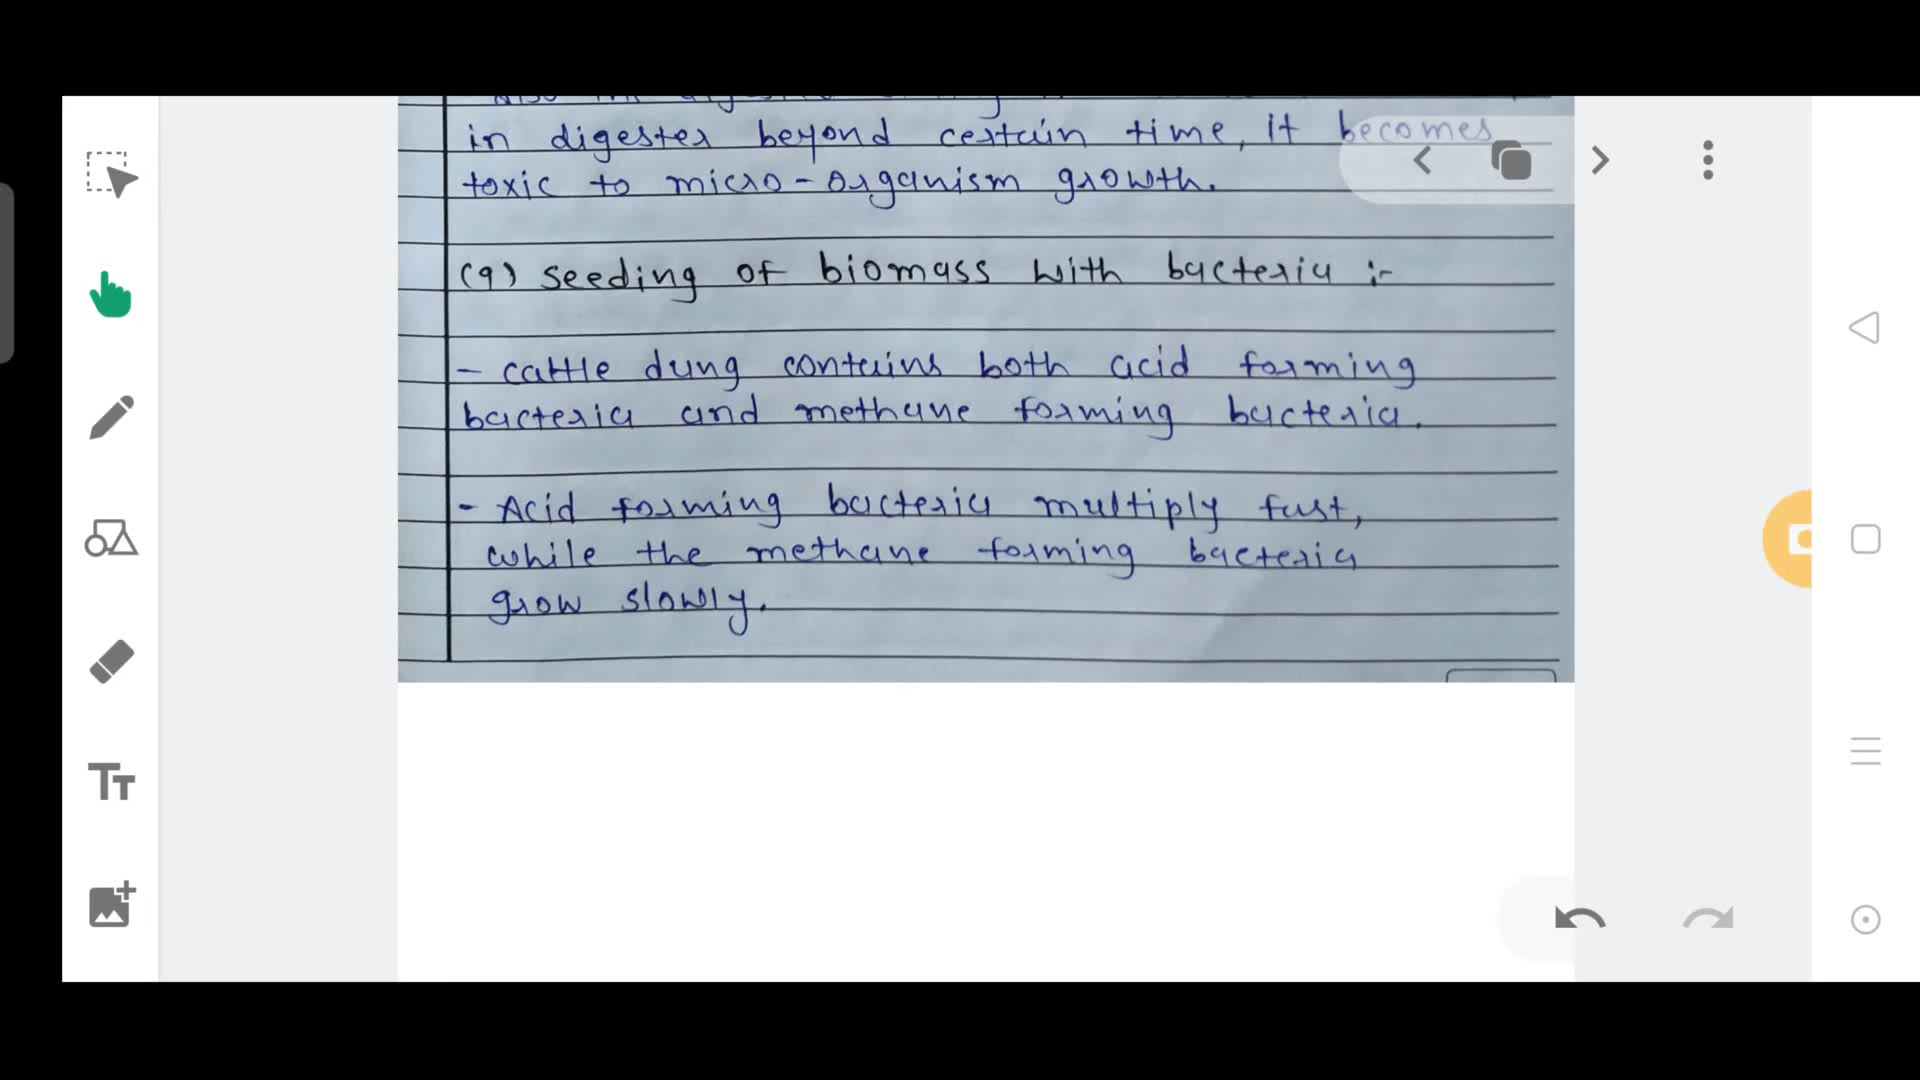 in digester beyond certain time, it becomes
toxic to micro-organism growth.
(9) seeding of biomass with bacteria :-
- cattle dung contains both acid forming
bacteria and methane forming bacteria.
- Acid forming bacteria multiply fast,
while the methane forming bacteria
grow slowly.
TT